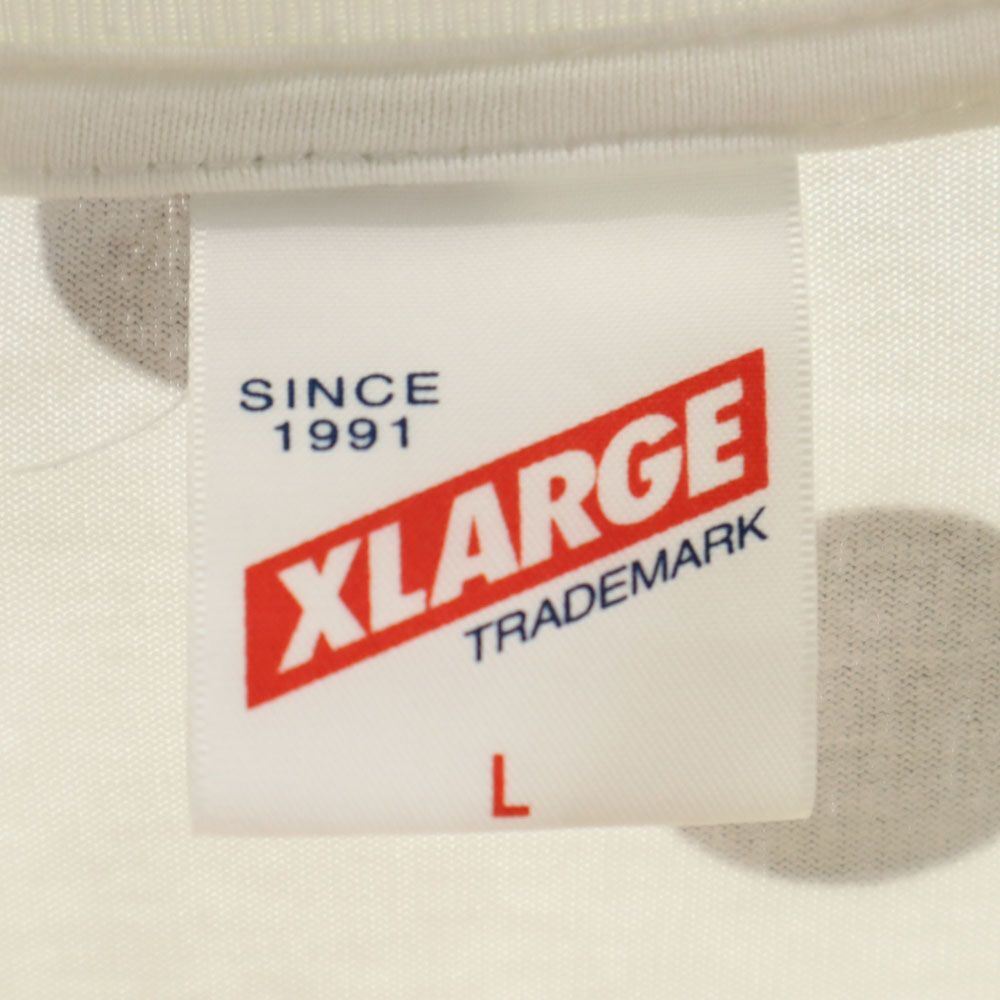 SINCE
1991
XLARGE
TRADEMARK
L